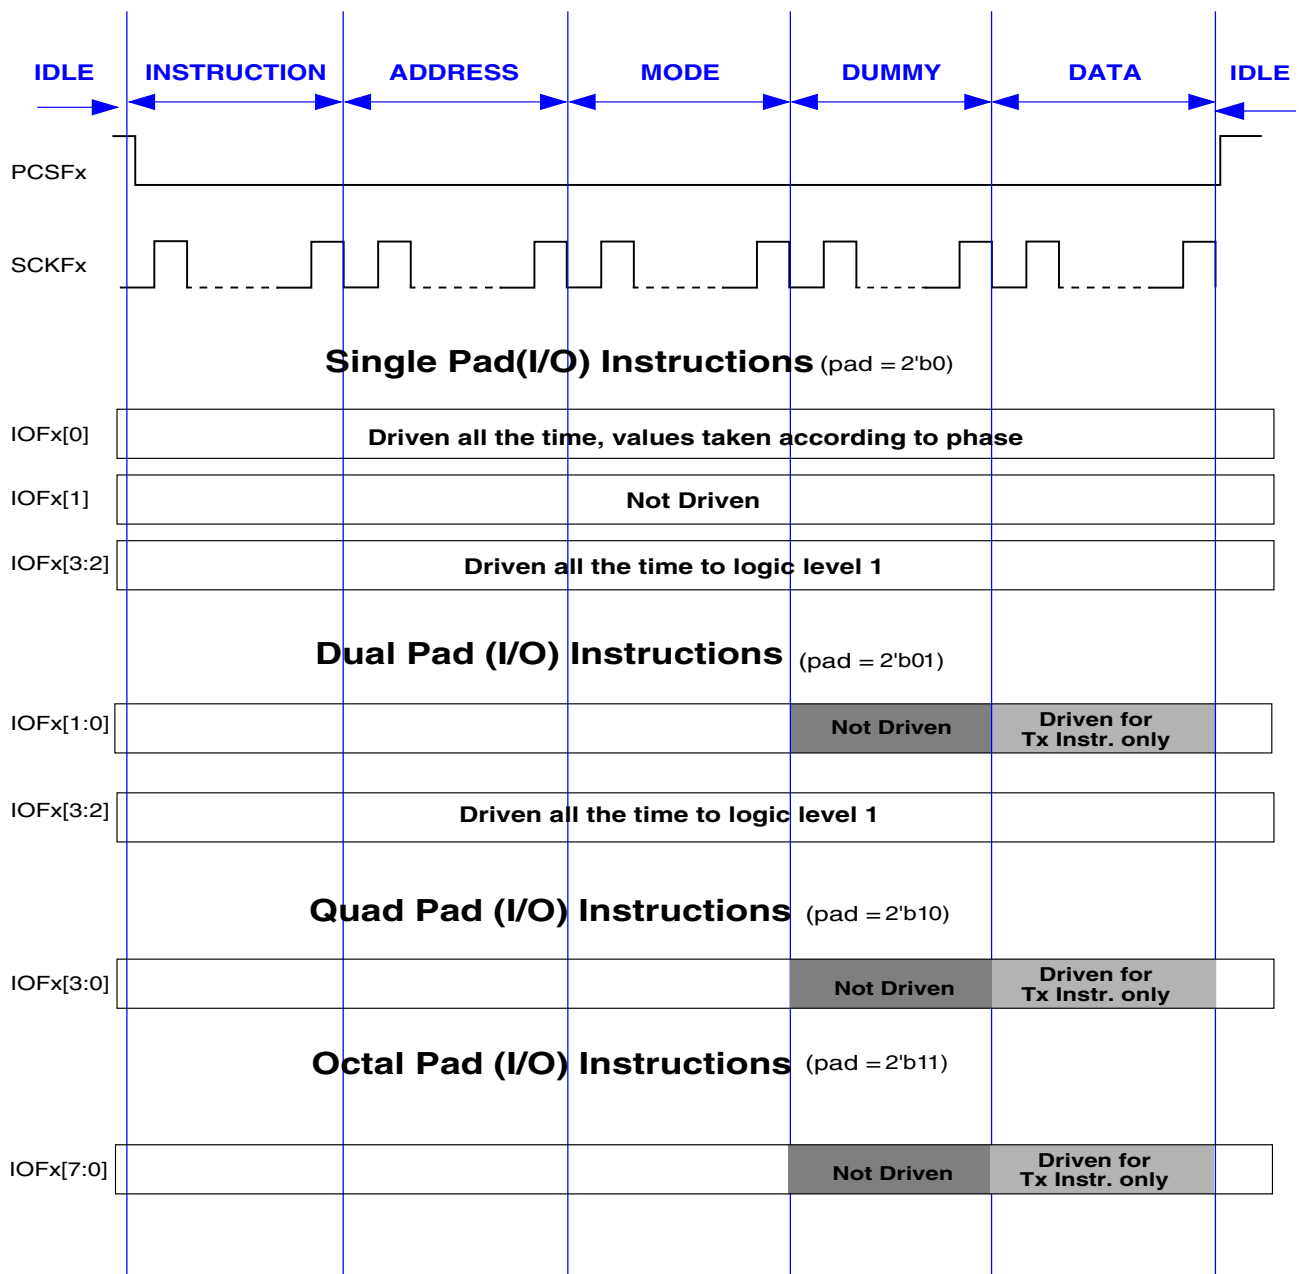 IDLE INSTRUCTION ADDRESS MODE DUMMY DATA IDLE
PCSFx
SCKFx
Single Pad(I/O) Instructions (pad = 2'b0)
IOFx[0] Driven all the time, values taken according to phase
IOFx[1] Not Driven
IOFx[3:2] Driven all the time to logic level 1
Dual Pad (I/O) Instructions (pad = 2'b01)
IOFx[1:0] Not Driven Driven for
Tx Instr. only
IOFx[3:2] Driven all the time to logic level 1
Quad Pad (I/O) Instructions (pad = 2'b10)
IOFx[3:0] Not Driven Driven for
Tx Instr. only
Octal Pad (I/O) Instructions (pad = 2'b11)
IOFx[7:0] Not Driven Driven for
Tx Instr. only